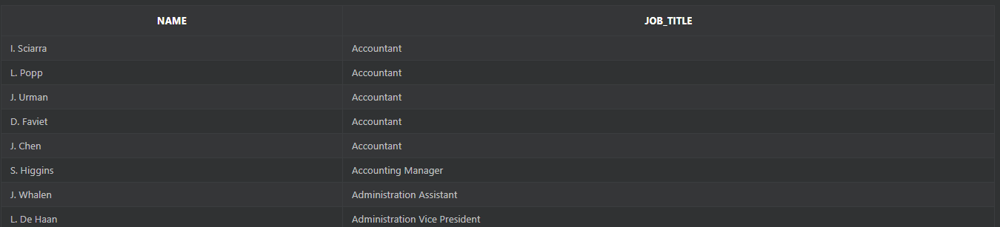 NAME JOB_TITLE
I. Sciarra Accountant
L. Popp Accountant
J. Urman Accountant
D. Faviet Accountant
J. Chen Accountant
S. Higgins Accounting Manager
J. Whalen Administration Assistant
L. De Haan Administration Vice President